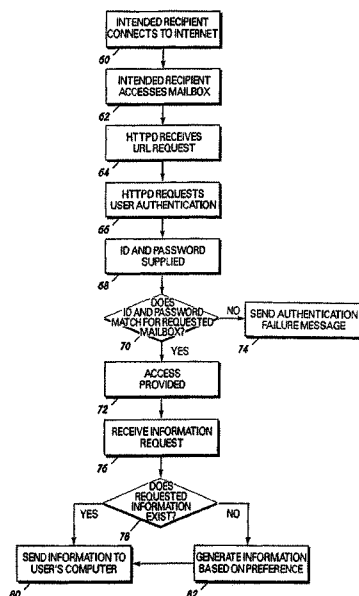 INTENDED RECIPIENT
CONNECTS TO INTERNET
60
INTENDED RECIPIENT
ACCESSES MAILBOX
62
HTTPD RECEIVES
URL REQUEST
64
HTTPD REQUESTS
USER AUTHENTICATION
66
ID AND PASSWORD
SUPPLIED
68
DOES
ID AND PASSWORD
MATCH FOR REQUESTED
MAILBOX?
70
NO
SEND AUTHENTICATION
FAILURE MESSAGE
74
YES
ACCESS
PROVIDED
72
RECEIVE INFORMATION
REQUEST
76
DOES
REQUESTED
INFORMATION
EXIST?
78
YES
NO
SEND INFORMATION TO
USER'S COMPUTER
80
GENERATE INFORMATION
BASED ON PREFERENCE
82